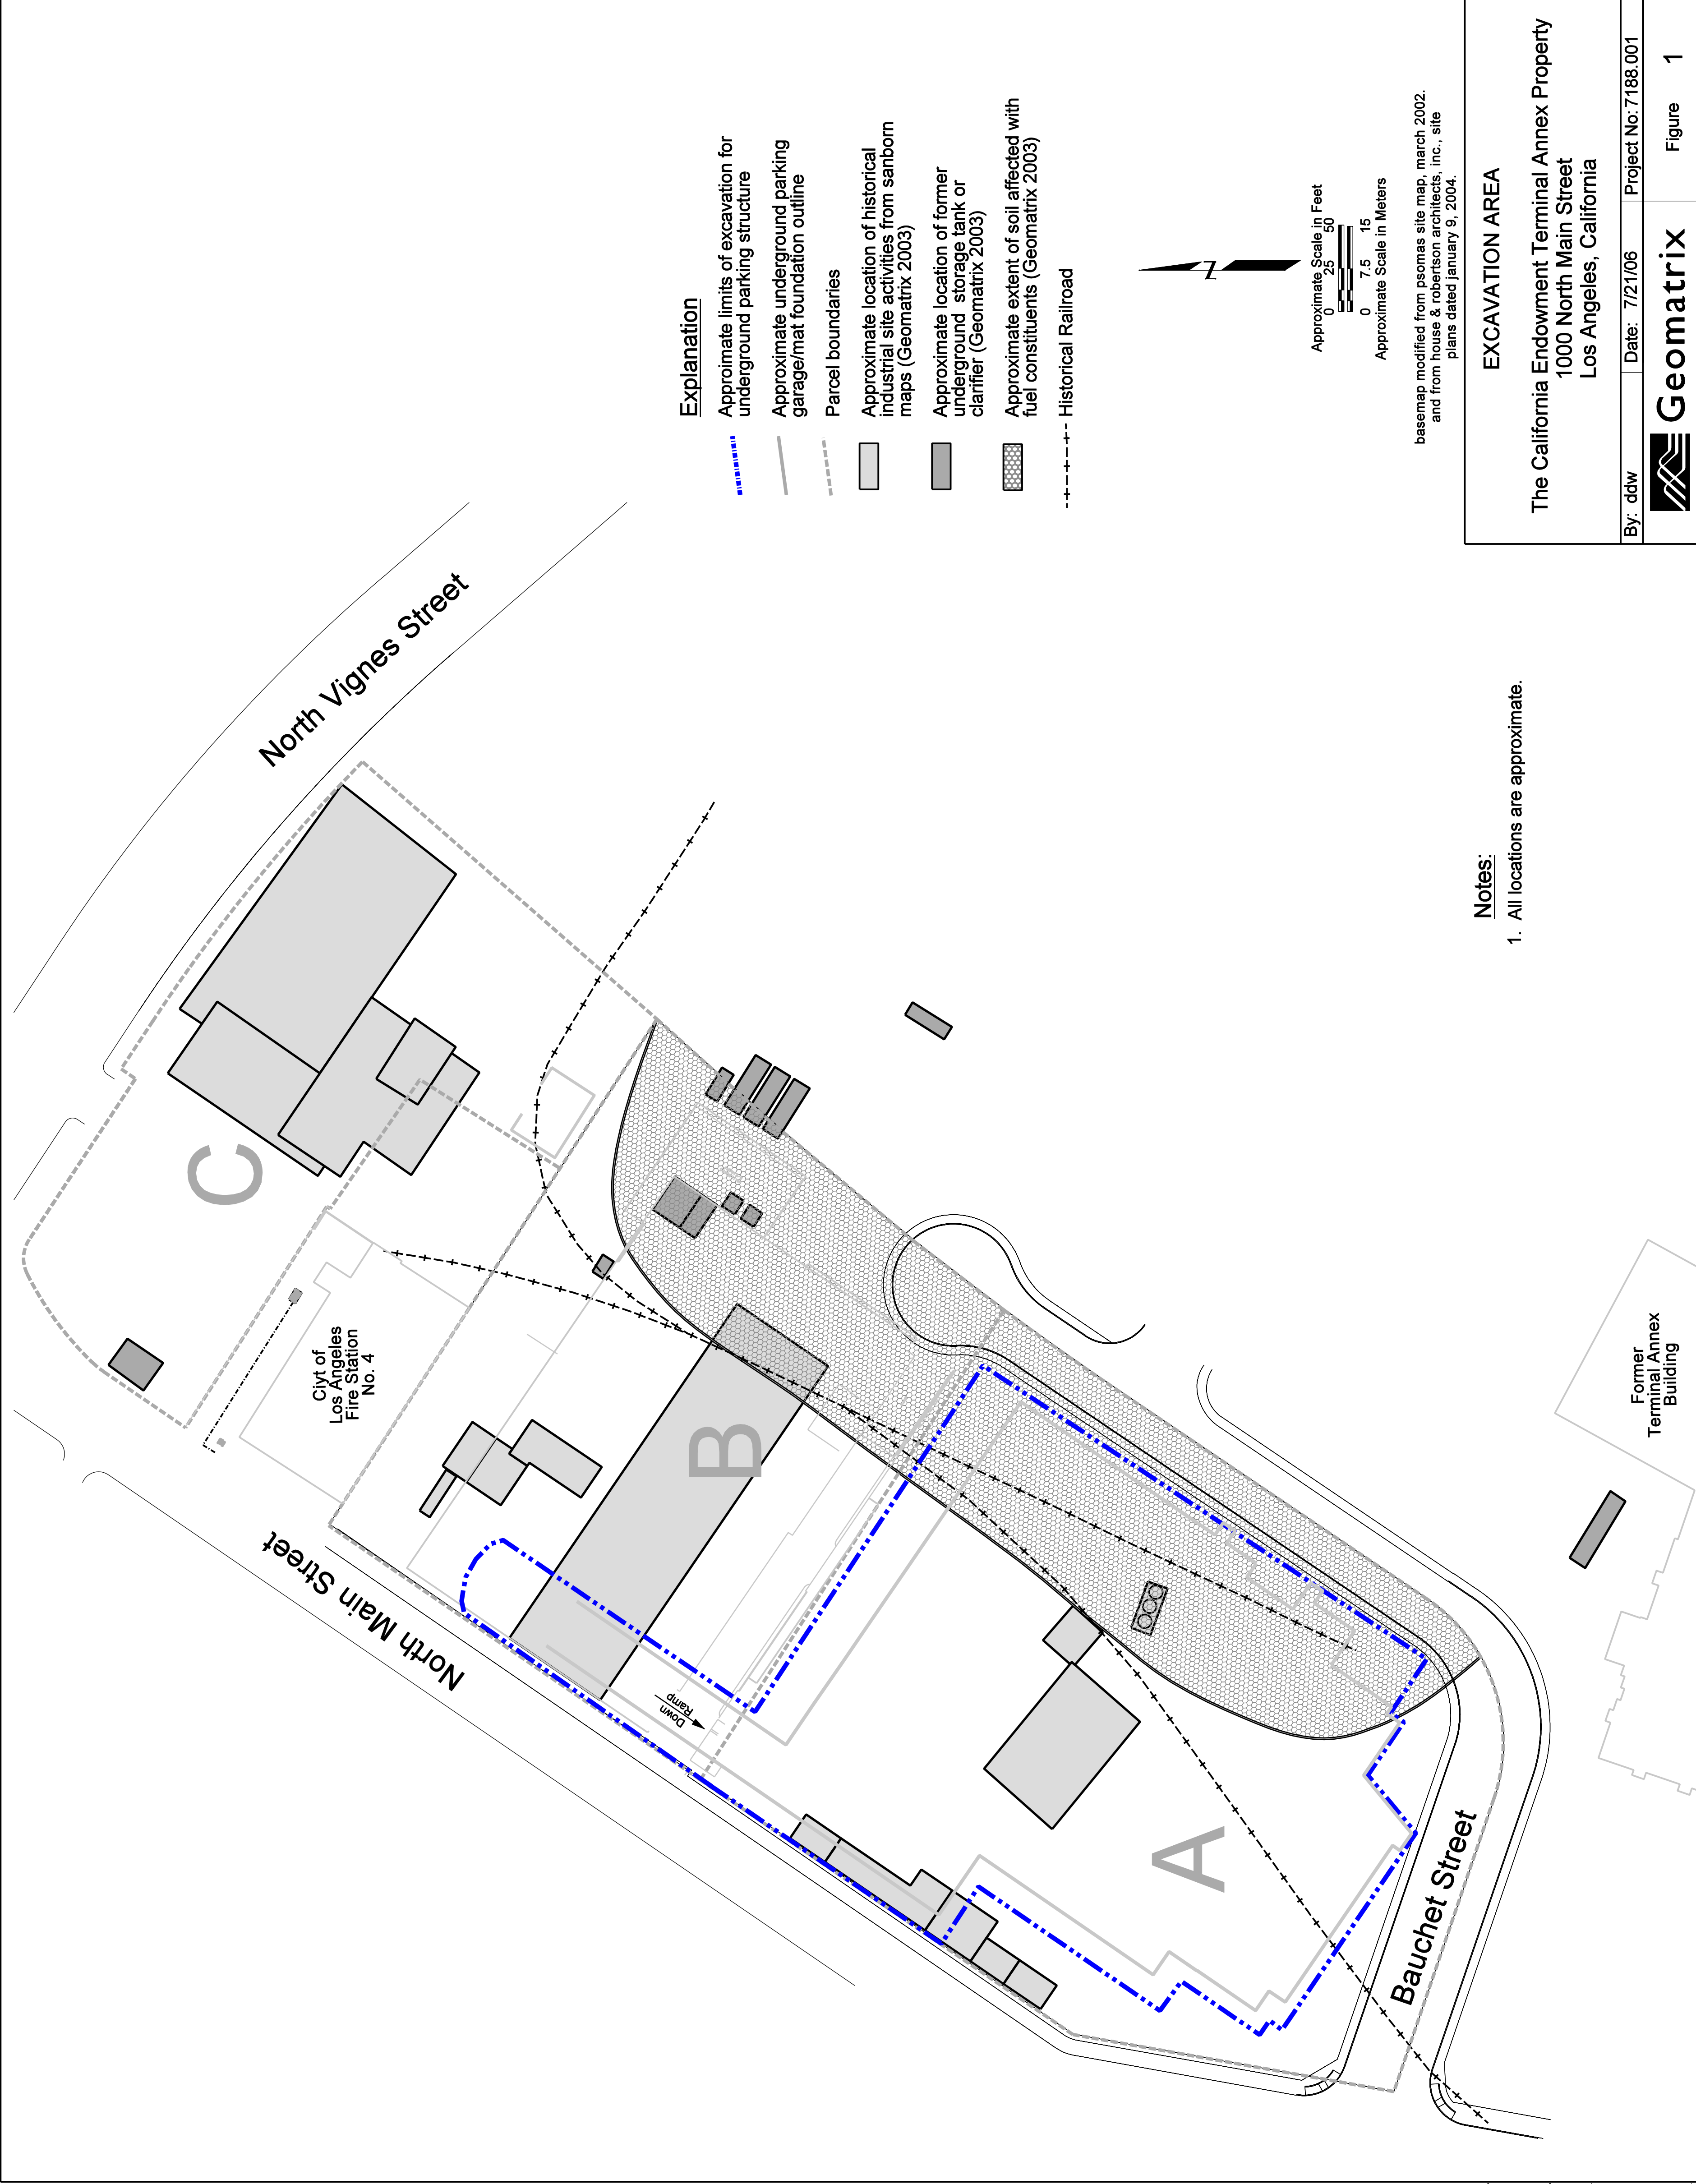 North Vignes Street
C
Ciyt of
Los Angeles
Fire Station
No. 4
North Main Street
B
Down
Ramp
A
Bauchet Street
Former
Terminal Annex
Building
Explanation
Approimate limits of excavation for
underground parking structure
Approximate underground parking
garage/mat foundation outline
Parcel boundaries
Approximate location of historical
industrial site activities from sanborn
maps (Geomatrix 2003)
Approximate location of former
underground storage tank or
clarifier (Geomatrix 2003)
Approximate extent of soil affected with
fuel constituents (Geomatrix 2003)
Historical Railroad
N
Approximate Scale in Feet
0 25 50
0 7.5 15
Approximate Scale in Meters
basemap modified from psomas site map, march 2002.
and from house & robertson architects, inc., site
plans dated january 9, 2004.
Notes:
1. All locations are approximate.
EXCAVATION AREA
The California Endowment Terminal Annex Property
1000 North Main Street
Los Angeles, California
By: ddw Date: 7/21/06 Project No: 7188.001
Geomatrix Figure 1